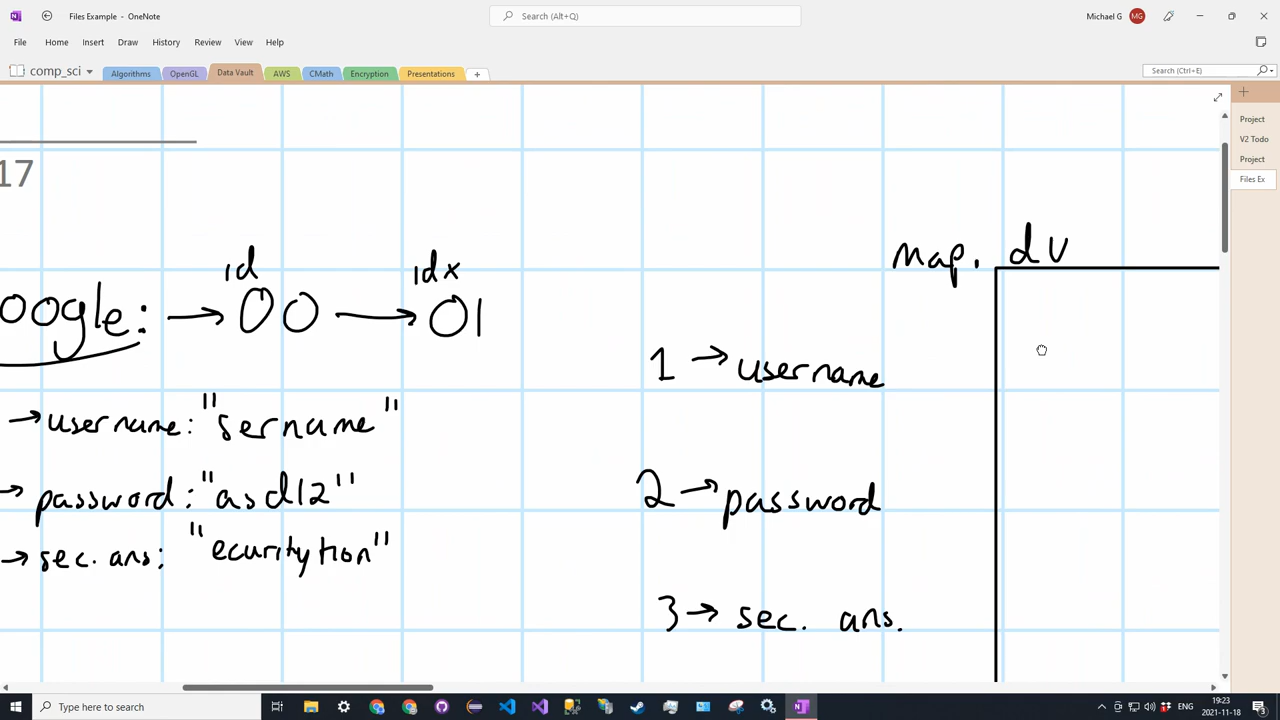 Files Example - OneNote
Search (Alt+Q)
Michael G
MG
File Home Insert Draw History Review View Help
comp_sci
Algorithms OpenGL Data Vault AWS CMath Encryption Presentations
Search (Ctrl+E)
Project
V2 Todo
Project
Files Ex
17
map. dv
id idx
oogle: → 00 → 01
1 → username
→ username: "sername"
→ password: "asd12"
2 → password
→ sec. ans: "ecuritytion"
3 → sec. ans.
Type here to search
ENG
19:23
2021-11-18